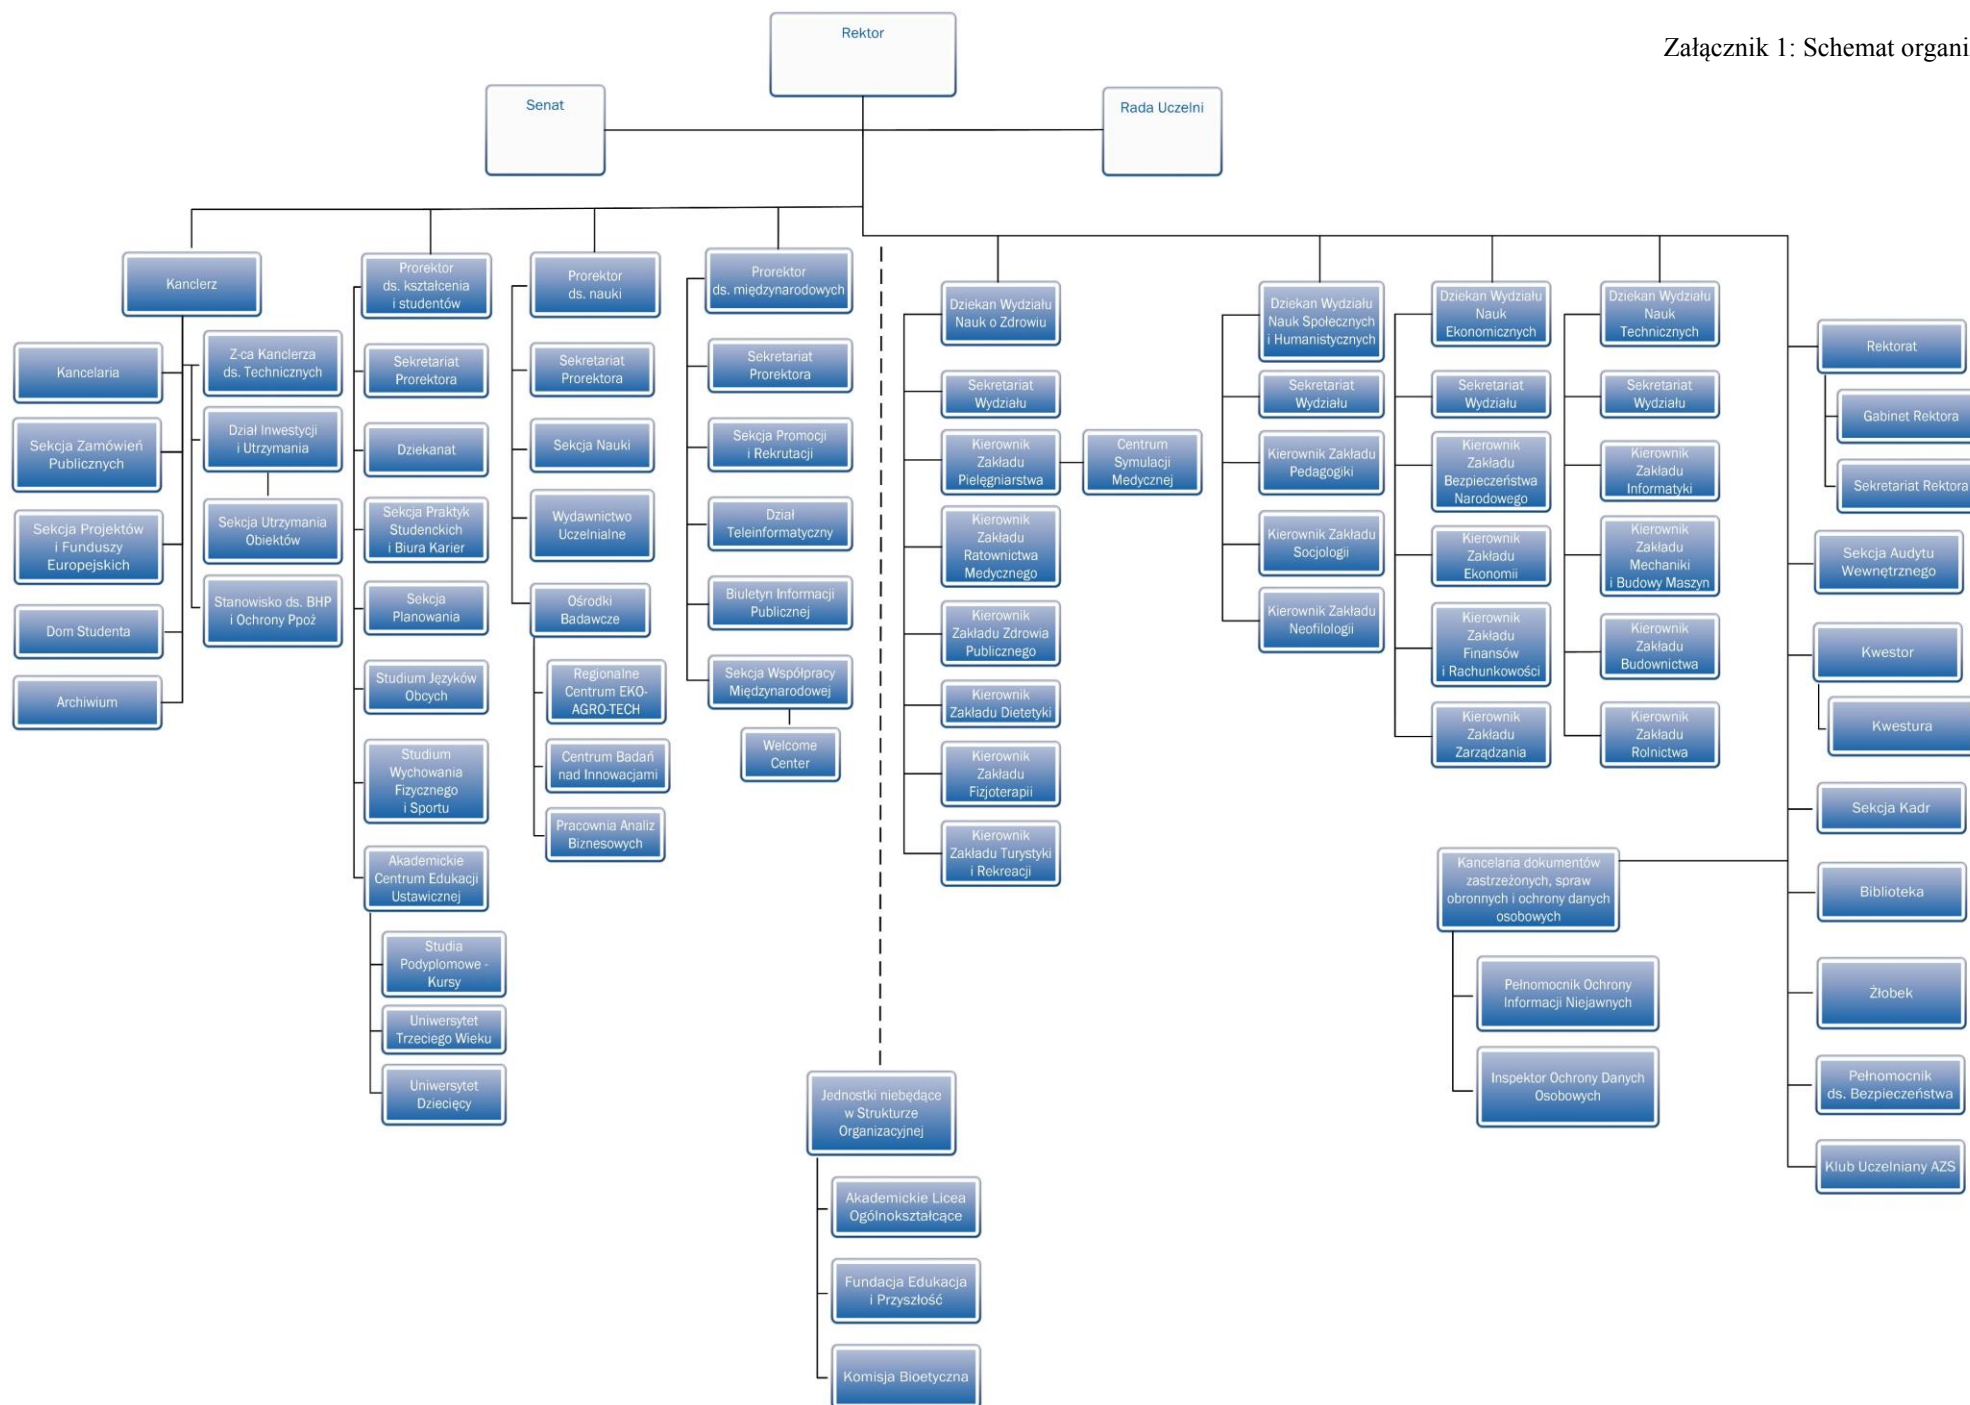 Załącznik 1: Schemat organi
Rektor
Senat
Rada Uczelni
Kanclerz
Kancelaria
Sekcja Zamówień
Publicznych
Sekcja Projektów
i Funduszy
Europejskich
Dom Studenta
Archiwium
Z-ca Kanclerza
ds. Technicznych
Dział Inwestycji
i Utrzymania
Sekcja Utrzymania
Obiektów
Stanowisko ds. BHP
i Ochrony Ppoż
Prorektor
ds. kształcenia
i studentów
Sekretariat
Prorektora
Dziekanat
Sekcja Praktyk
Studenckich
i Biura Karier
Sekcja
Planowania
Studium Języków
Obcych
Studium
Wychowania
Fizycznego
i Sportu
Akademickie
Centrum Edukacji
Ustawicznej
Studia
Podyplomowe -
Kursy
Uniwersytet
Trzeciego Wieku
Uniwersytet
Dziecięcy
Prorektor
ds. nauki
Sekretariat
Prorektora
Sekcja Nauki
Wydawnictwo
Uczelnialne
Ośrodki
Badawcze
Regionalne
Centrum EKO-
AGRO-TECH
Centrum Badań
nad Innowacjami
Pracownia Analiz
Biznesowych
Prorektor
ds. międzynarodowych
Sekretariat
Prorektora
Sekcja Promocji
i Rekrutacji
Dział
Teleinformatyczny
Biuletyn Informacji
Publicznej
Sekcja Współpracy
Międzynarodowej
Welcome
Center
Jednostki niebędące
w Strukturze
Organizacyjnej
Akademickie Licea
Ogólnokształcące
Fundacja Edukacja
i Przyszłość
Komisja Bioetyczna
Dziekan Wydziału
Nauk o Zdrowiu
Sekretariat
Wydziału
Kierownik
Zakładu
Pielęgniarstwa
Centrum
Symulacji
Medycznej
Kierownik
Zakładu
Ratownictwa
Medycznego
Kierownik
Zakładu Zdrowia
Publicznego
Kierownik
Zakładu Dietetyki
Kierownik
Zakładu
Fizjoterapii
Kierownik
Zakładu Turystyki
i Rekreacji
Dziekan Wydziału
Nauk Społecznych
i Humanistycznych
Sekretariat
Wydziału
Kierownik Zakładu
Pedagogiki
Kierownik Zakładu
Socjologii
Kierownik Zakładu
Neofilologii
Dziekan Wydziału
Nauk
Ekonomicznych
Sekretariat
Wydziału
Kierownik
Zakładu
Bezpieczeństwa
Narodowego
Kierownik
Zakładu
Ekonomii
Kierownik
Zakładu
Finansów
i Rachunkowości
Kierownik
Zakładu
Zarządzania
Dziekan Wydziału
Nauk
Technicznych
Sekretariat
Wydziału
Kierownik
Zakładu
Informatyki
Kierownik
Zakładu
Mechaniki
i Budowy Maszyn
Kierownik
Zakładu
Budownictwa
Kierownik
Zakładu
Rolnictwa
Kancelaria dokumentów
zastrzeżonych, spraw
obronnych i ochrony danych
osobowych
Pełnomocnik Ochrony
Informacji Niejawnych
Inspektor Ochrony Danych
Osobowych
Rektorat
Gabinet Rektora
Sekretariat Rektora
Sekcja Audytu
Wewnętrznego
Kwestor
Kwestura
Sekcja Kadr
Biblioteka
Żłobek
Pełnomocnik
ds. Bezpieczeństwa
Klub Uczelniany AZS